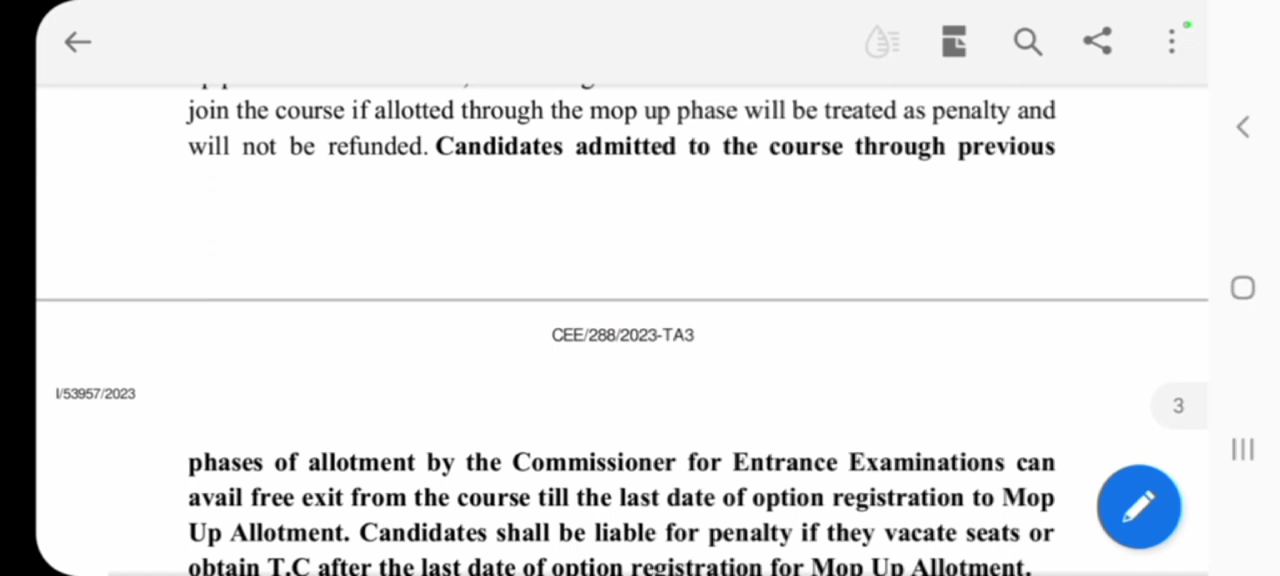 join the course if allotted through the mop up phase will be treated as penalty and
will not be refunded. Candidates admitted to the course through previous
CEE/288/2023-TA3
I/53957/2023
3
phases of allotment by the Commissioner for Entrance Examinations can
avail free exit from the course till the last date of option registration to Mop
Up Allotment. Candidates shall be liable for penalty if they vacate seats or
obtain T.C after the last date of option registration for Mop Up Allotment.